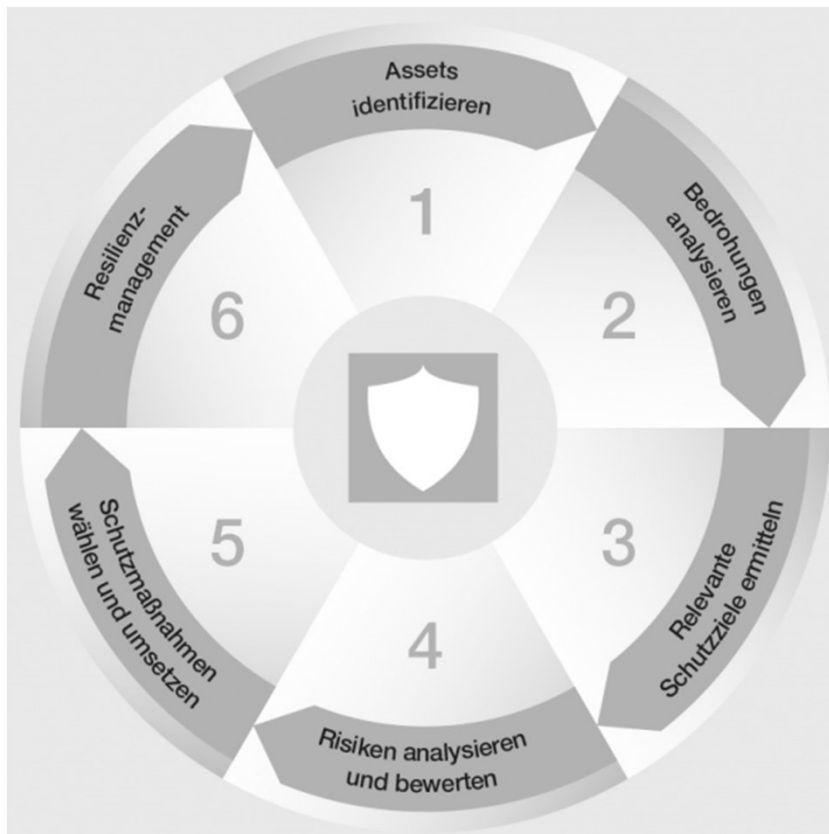 Assets
identifizieren
1
Bedrohungen
analysieren
2
Relevante
Schutzziele ermitteln
3
Risiken analysieren
und bewerten
4
Schutzmaßnahmen
wählen und umsetzen
5
Resilienz-
management
6